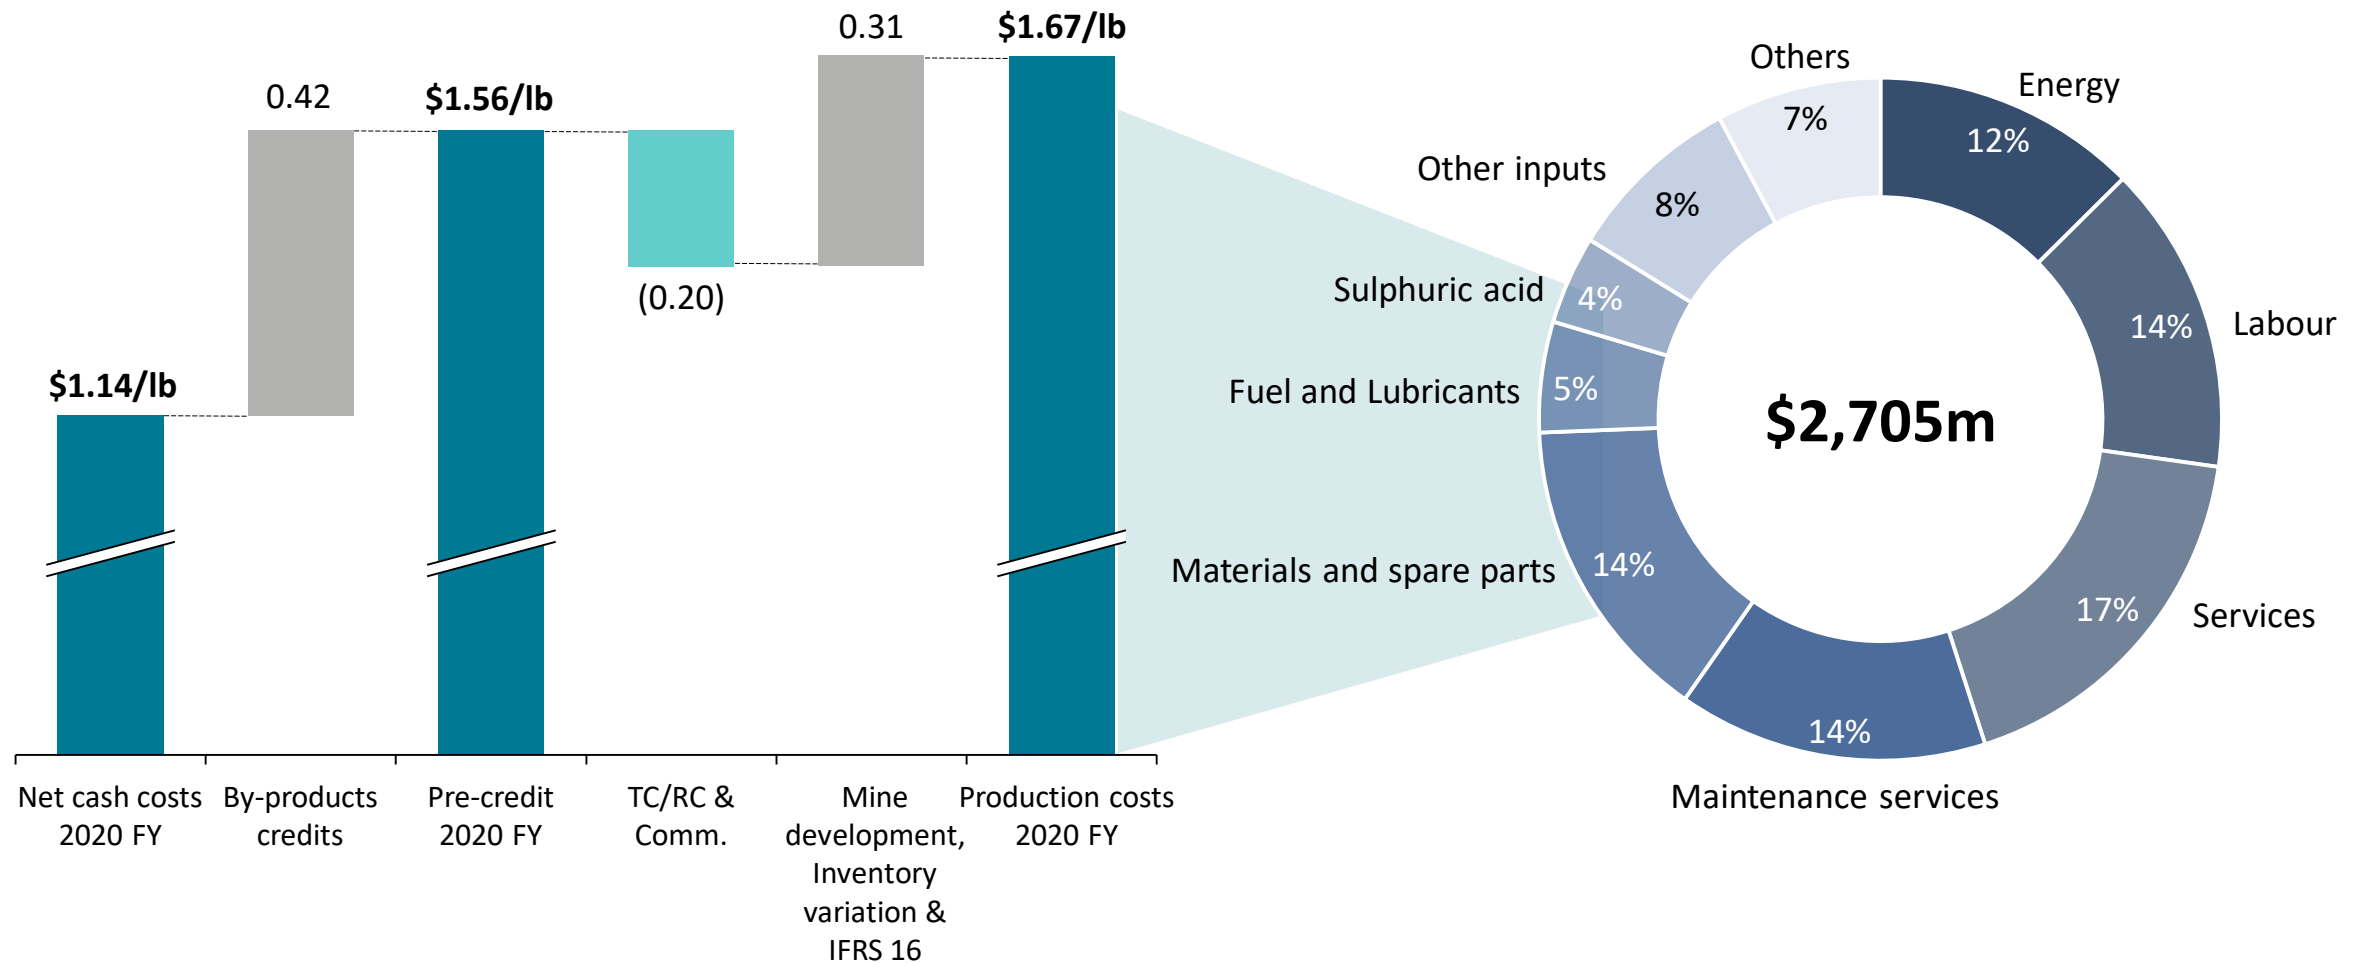 $1.14/lb
0.42
$1.56/lb
(0.20)
0.31
$1.67/lb
Net cash costs
2020 FY
By-products
credits
Pre-credit
2020 FY
TC/RC &
Comm.
Mine
development,
Inventory
variation &
IFRS 16
Production costs
2020 FY
Others
7%
Energy
12%
Other inputs
8%
Sulphuric acid
4%
Labour
14%
Fuel and Lubricants
5%
$2,705m
Materials and spare parts
14%
Services
17%
Maintenance services
14%